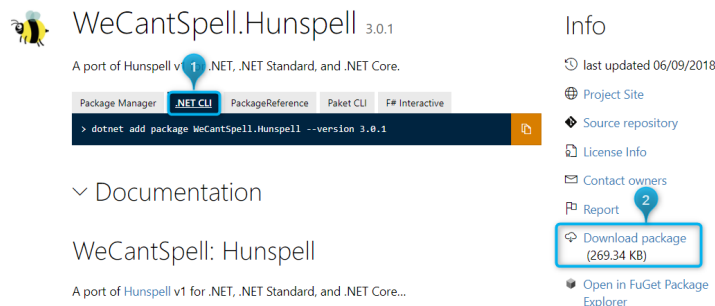 WeCantSpell.Hunspell 3.0.1
A port of Hunspell v1 for .NET, .NET Standard, and .NET Core.
1
Package Manager .NET CLI PackageReference Paket CLI F# Interactive
> dotnet add package WeCantSpell.Hunspell --version 3.0.1
Documentation
WeCantSpell: Hunspell
A port of Hunspell v1 for .NET, .NET Standard, and .NET Core...
Info
last updated 06/09/2018
Project Site
Source repository
License Info
Contact owners
Report
2
Download package
(269.34 KB)
Open in FuGet Package
Explorer